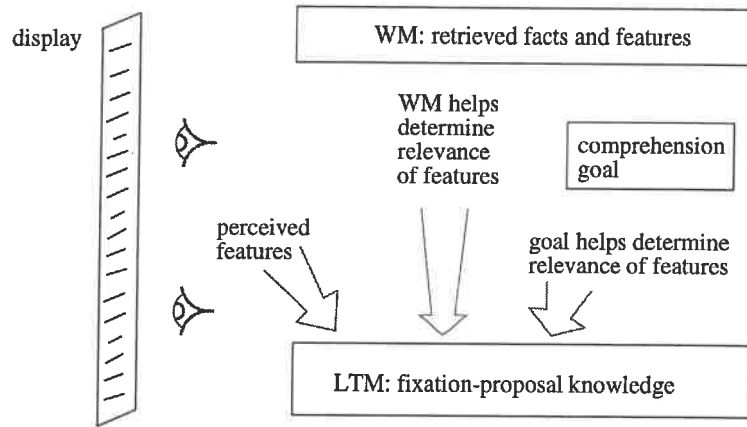 display
WM: retrieved facts and features
WM helps
determine
relevance
of features
comprehension
goal
perceived
features
goal helps determine
relevance of features
LTM: fixation-proposal knowledge